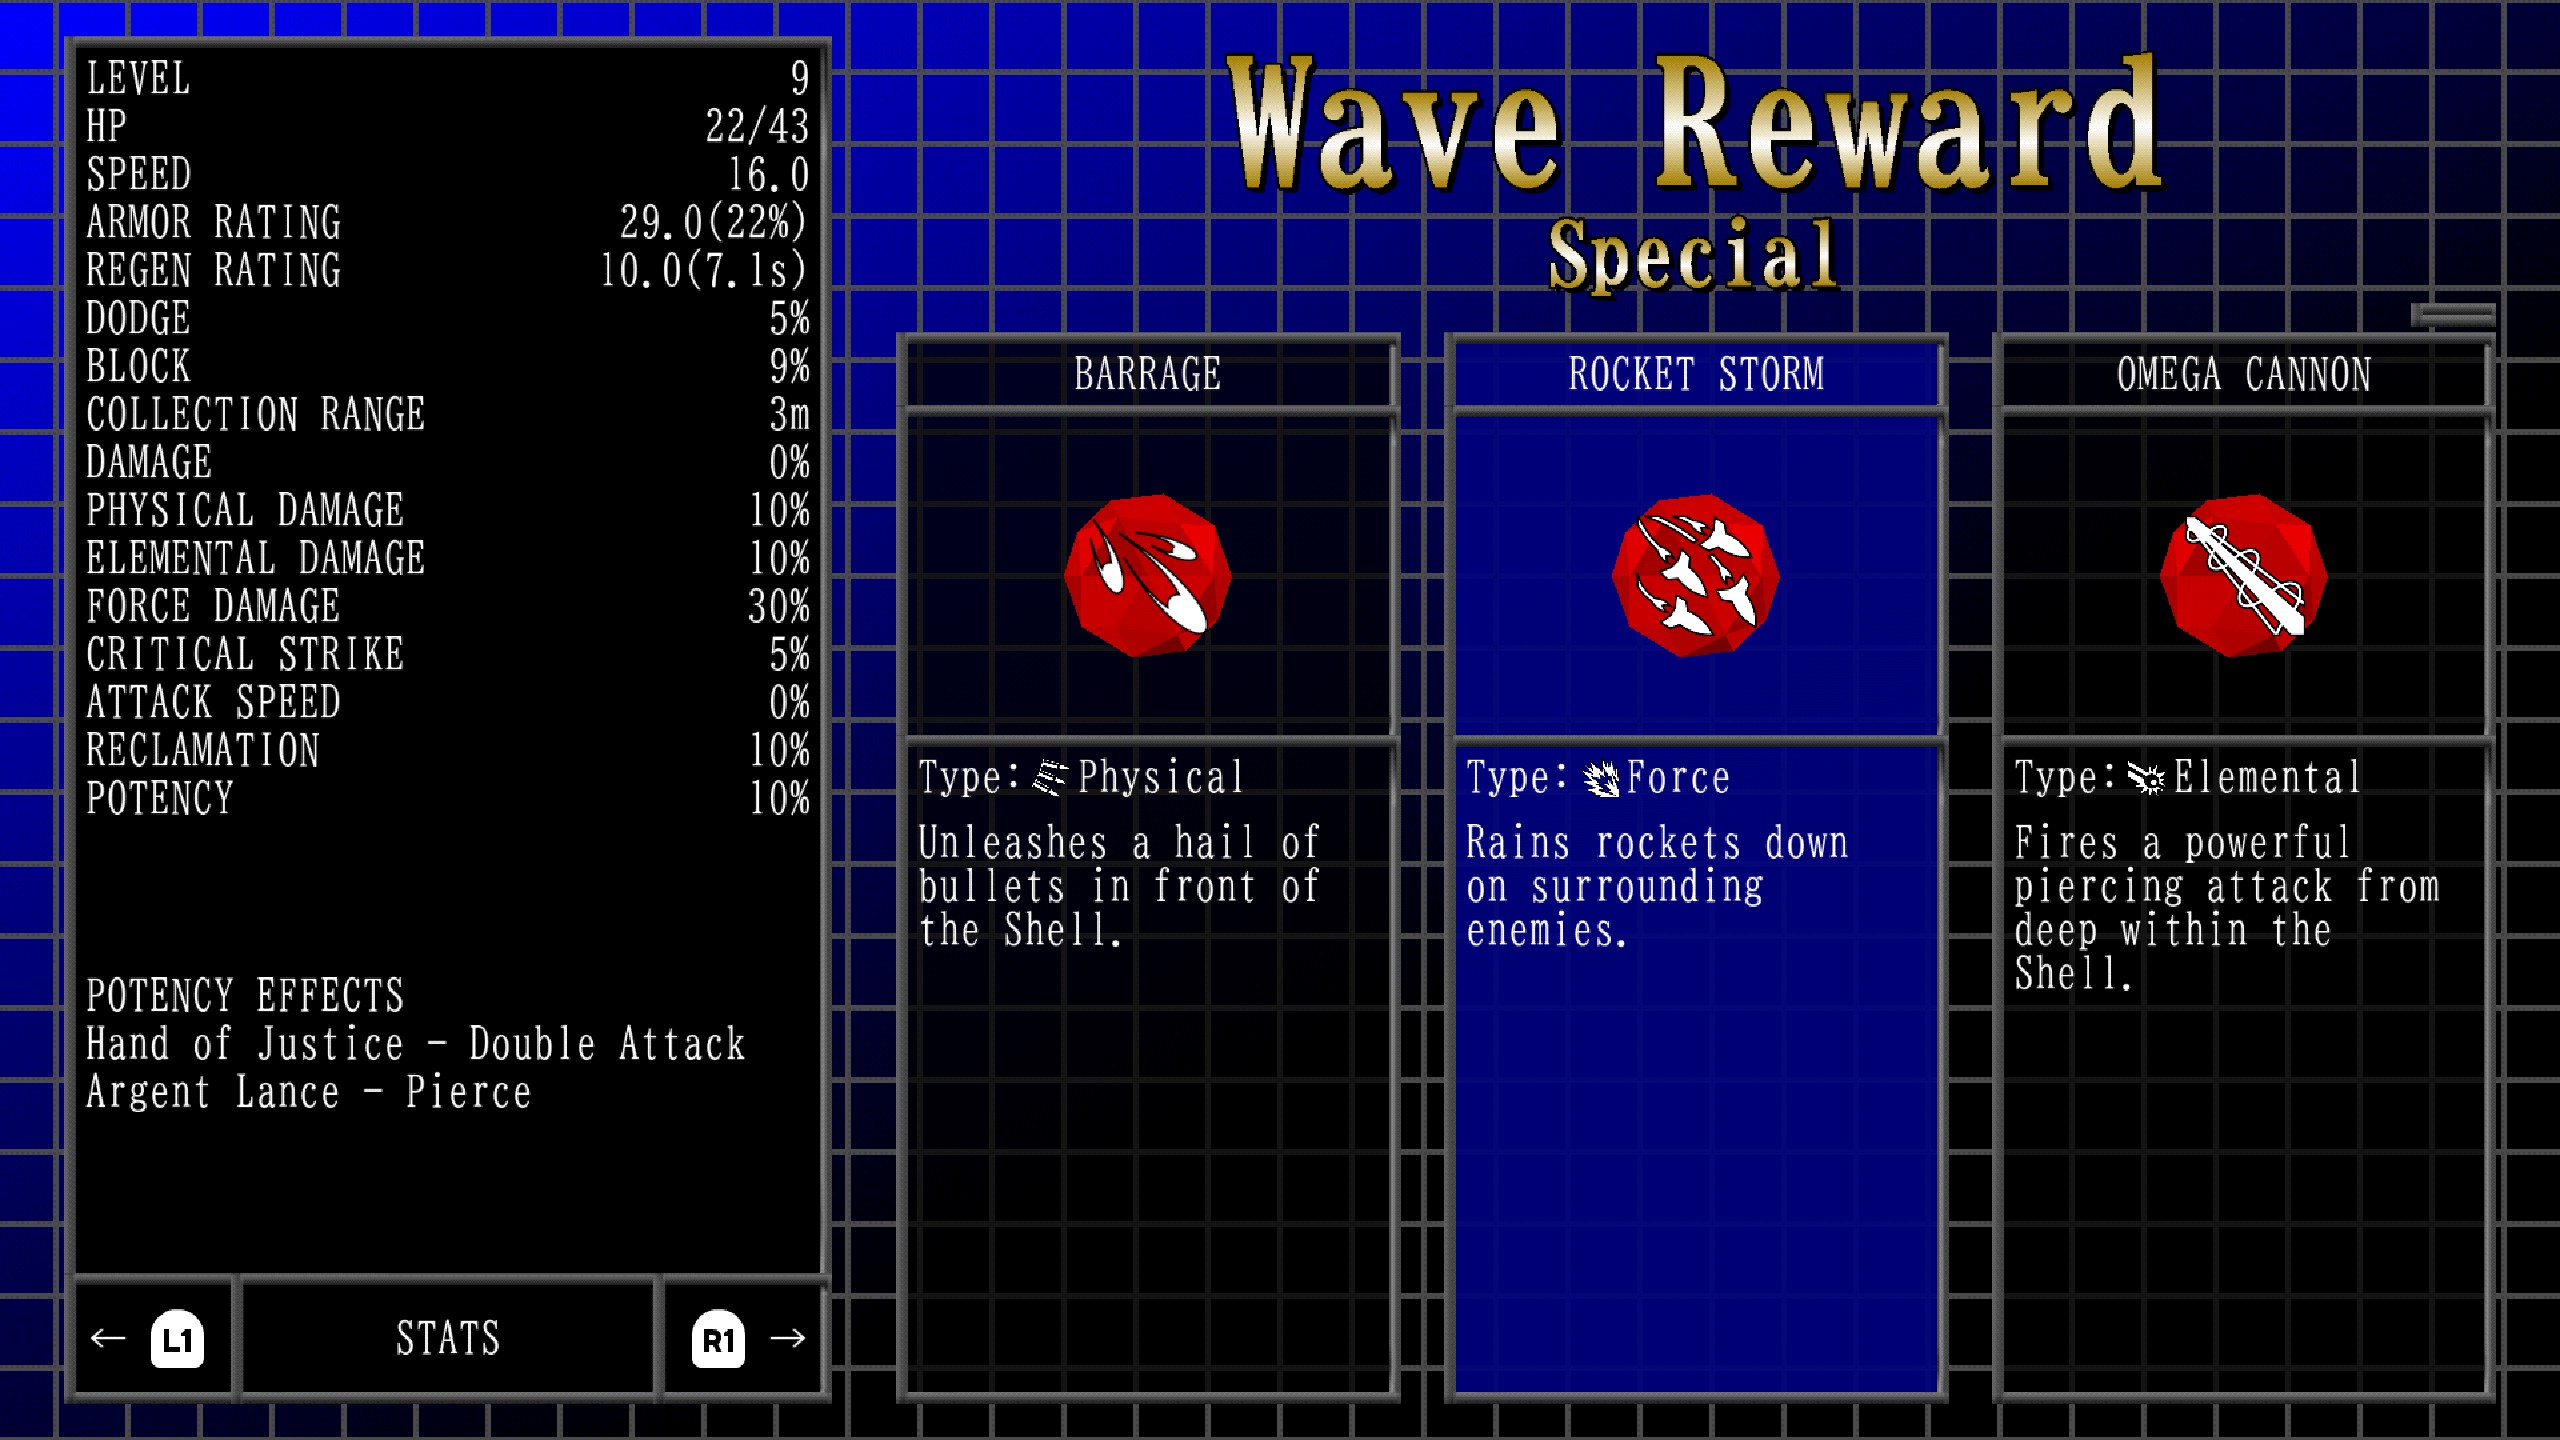 LEVEL 9
HP 22/43
SPEED 16.0
ARMOR RATING 29.0(22%)
REGEN RATING 10.0(7.1s)
DODGE 5%
BLOCK 9%
COLLECTION RANGE 3m
DAMAGE 0%
PHYSICAL DAMAGE 10%
ELEMENTAL DAMAGE 10%
FORCE DAMAGE 30%
CRITICAL STRIKE 5%
ATTACK SPEED 0%
RECLAMATION 10%
POTENCY 10%
POTENCY EFFECTS
Hand of Justice – Double Attack
Argent Lance – Pierce
← L1 STATS R1 →
Wave Reward
Special
BARRAGE
Type: Physical
Unleashes a hail of
bullets in front of
the Shell.
ROCKET STORM
Type: Force
Rains rockets down
on surrounding
enemies.
OMEGA CANNON
Type: Elemental
Fires a powerful
piercing attack from
deep within the
Shell.